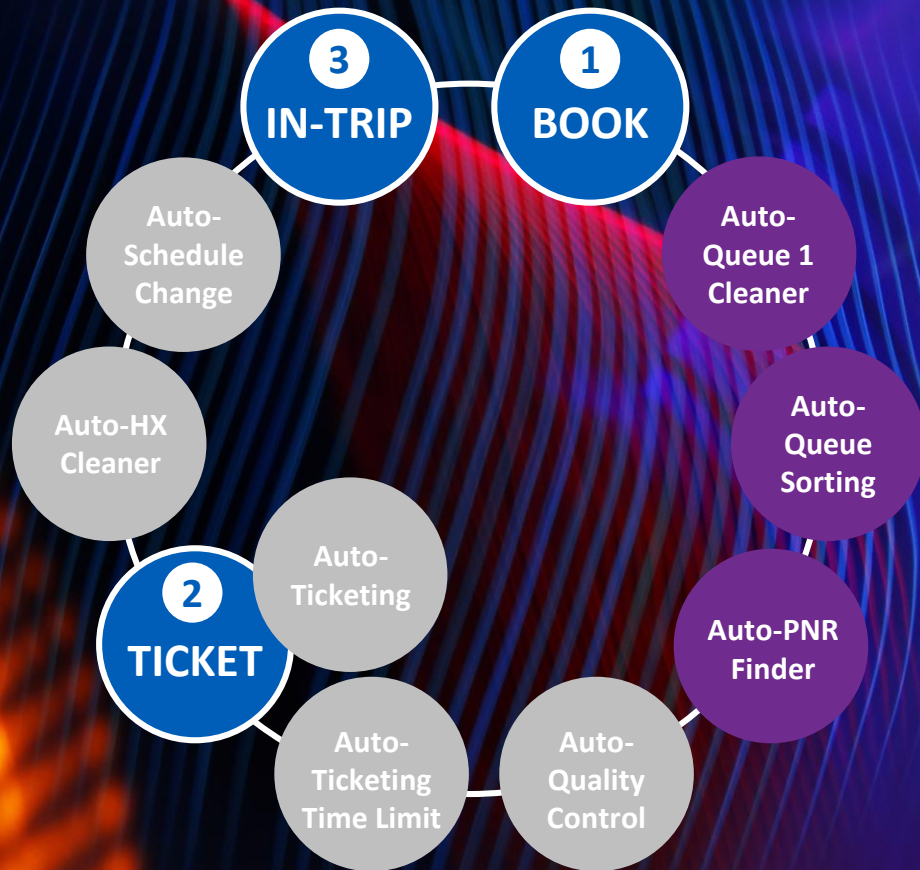 3
IN-TRIP
1
BOOK
Auto-
Queue 1
Cleaner
Auto-
Queue
Sorting
Auto-PNR
Finder
Auto-
Quality
Control
Auto-
Ticketing
Time Limit
Auto-
Ticketing
2
TICKET
Auto-HX
Cleaner
Auto-
Schedule
Change